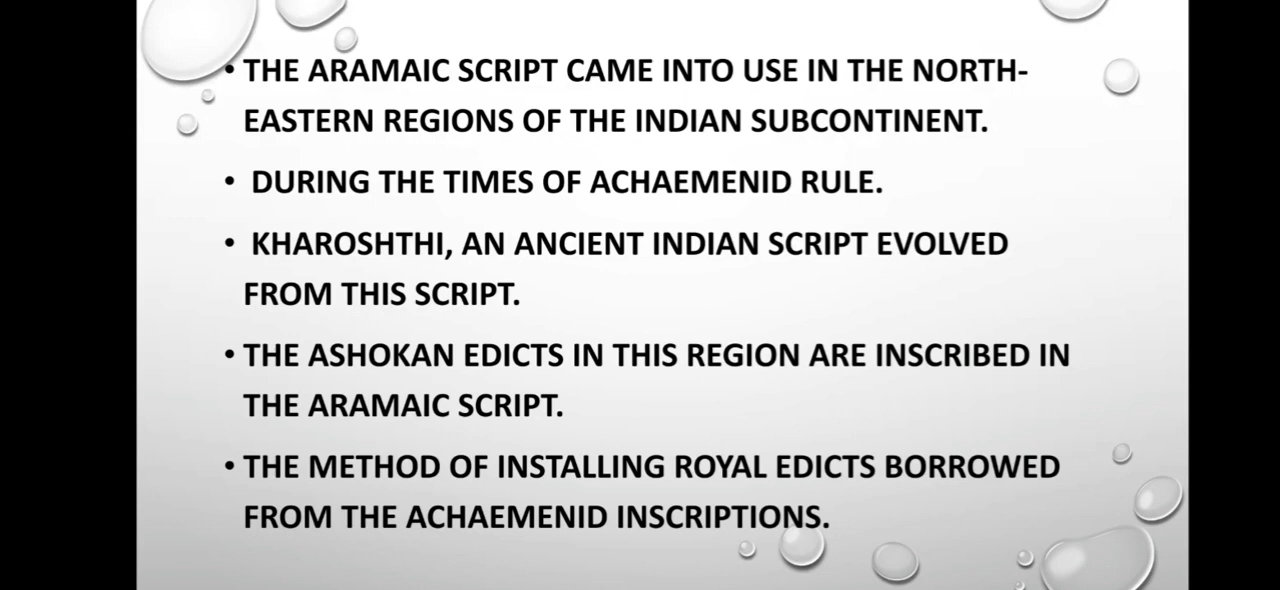 • THE ARAMAIC SCRIPT CAME INTO USE IN THE NORTH-
EASTERN REGIONS OF THE INDIAN SUBCONTINENT.
• DURING THE TIMES OF ACHAEMENID RULE.
• KHAROSHTHI, AN ANCIENT INDIAN SCRIPT EVOLVED
FROM THIS SCRIPT.
• THE ASHOKAN EDICTS IN THIS REGION ARE INSCRIBED IN
THE ARAMAIC SCRIPT.
• THE METHOD OF INSTALLING ROYAL EDICTS BORROWED
FROM THE ACHAEMENID INSCRIPTIONS.